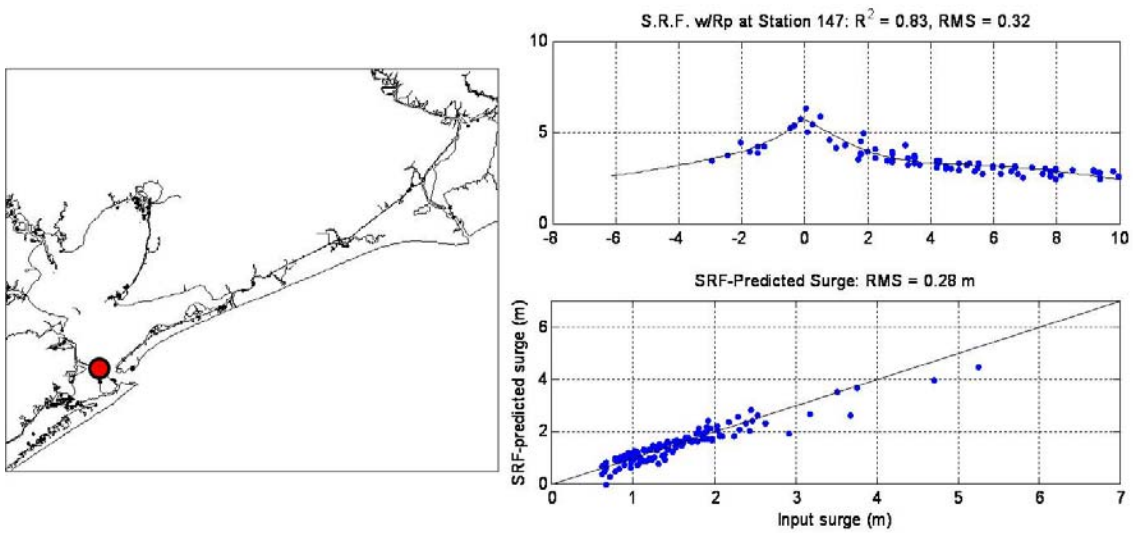 S.R.F. w/Rp at Station 147: R² = 0.83, RMS = 0.32
10
5
0
-8 -6 -4 -2 0 2 4 6 8 10
SRF-Predicted Surge: RMS = 0.28 m
SRF-predicted surge (m)
6
4
2
0
0 1 2 3 4 5 6 7
Input surge (m)